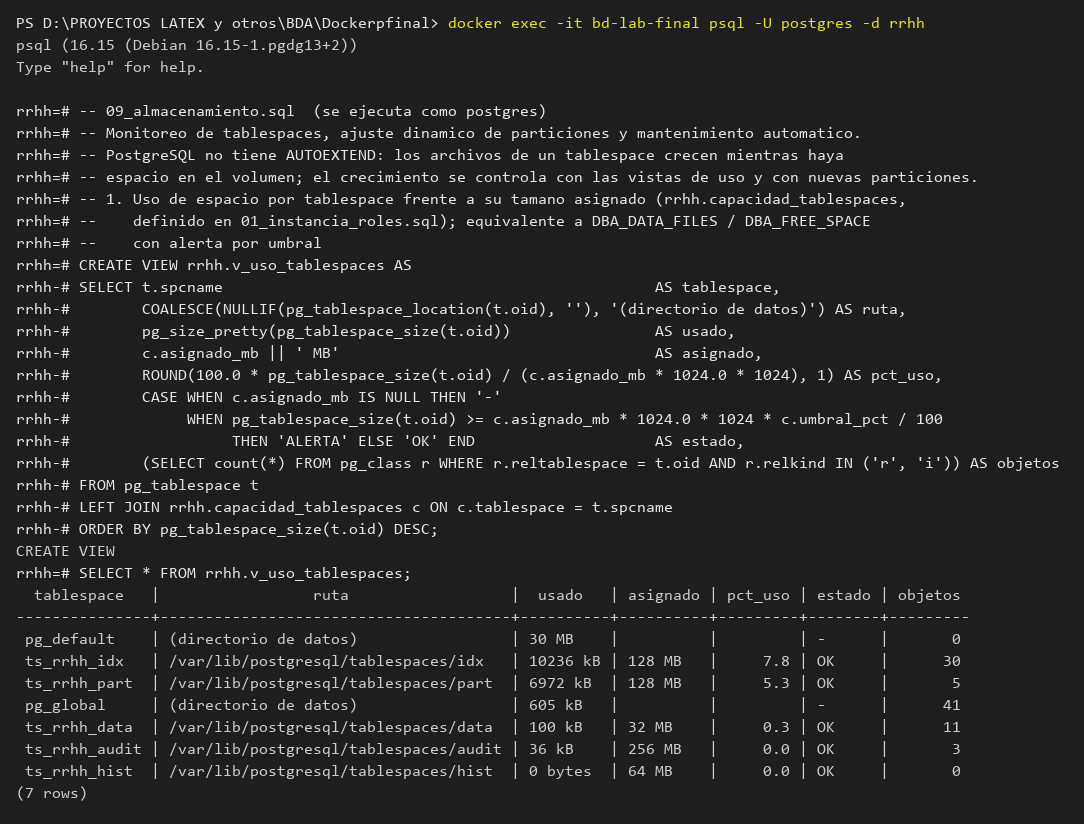 PS D:\PROYECTOS LATEX y otros\BDA\Dockerpfinal> docker exec -it bd-lab-final psql -U postgres -d rrhh
psql (16.15 (Debian 16.15-1.pgdg13+2))
Type "help" for help.

rrhh=# -- 09_almacenamiento.sql  (se ejecuta como postgres)
rrhh=# -- Monitoreo de tablespaces, ajuste dinamico de particiones y mantenimiento automatico.
rrhh=# -- PostgreSQL no tiene AUTOEXTEND: los archivos de un tablespace crecen mientras haya
rrhh=# -- espacio en el volumen; el crecimiento se controla con las vistas de uso y con nuevas particiones.
rrhh=# -- 1. Uso de espacio por tablespace frente a su tamano asignado (rrhh.capacidad_tablespaces,
rrhh=# --    definido en 01_instancia_roles.sql); equivalente a DBA_DATA_FILES / DBA_FREE_SPACE
rrhh=# --    con alerta por umbral
rrhh=# CREATE VIEW rrhh.v_uso_tablespaces AS
rrhh-# SELECT t.spcname                                                AS tablespace,
rrhh-#        COALESCE(NULLIF(pg_tablespace_location(t.oid), ''), '(directorio de datos)') AS ruta,
rrhh-#        pg_size_pretty(pg_tablespace_size(t.oid))                AS usado,
rrhh-#        c.asignado_mb || ' MB'                                   AS asignado,
rrhh-#        ROUND(100.0 * pg_tablespace_size(t.oid) / (c.asignado_mb * 1024.0 * 1024), 1) AS pct_uso,
rrhh-#        CASE WHEN c.asignado_mb IS NULL THEN '-'
rrhh-#             WHEN pg_tablespace_size(t.oid) >= c.asignado_mb * 1024.0 * 1024 * c.umbral_pct / 100
rrhh-#                  THEN 'ALERTA' ELSE 'OK' END                    AS estado,
rrhh-#        (SELECT count(*) FROM pg_class r WHERE r.reltablespace = t.oid AND r.relkind IN ('r', 'i')) AS objetos
rrhh-# FROM pg_tablespace t
rrhh-# LEFT JOIN rrhh.capacidad_tablespaces c ON c.tablespace = t.spcname
rrhh-# ORDER BY pg_tablespace_size(t.oid) DESC;
CREATE VIEW
rrhh=# SELECT * FROM rrhh.v_uso_tablespaces;
  tablespace   |                 ruta                  |  usado   | asignado | pct_uso | estado | objetos
---------------+---------------------------------------+----------+----------+---------+--------+---------
 pg_default    | (directorio de datos)                 | 30 MB    |          |         | -      |       0
 ts_rrhh_idx   | /var/lib/postgresql/tablespaces/idx   | 10236 kB | 128 MB   |     7.8 | OK     |      30
 ts_rrhh_part  | /var/lib/postgresql/tablespaces/part  | 6972 kB  | 128 MB   |     5.3 | OK     |       5
 pg_global     | (directorio de datos)                 | 605 kB   |          |         | -      |      41
 ts_rrhh_data  | /var/lib/postgresql/tablespaces/data  | 100 kB   | 32 MB    |     0.3 | OK     |      11
 ts_rrhh_audit | /var/lib/postgresql/tablespaces/audit | 36 kB    | 256 MB   |     0.0 | OK     |       3
 ts_rrhh_hist  | /var/lib/postgresql/tablespaces/hist  | 0 bytes  | 64 MB    |     0.0 | OK     |       0
(7 rows)